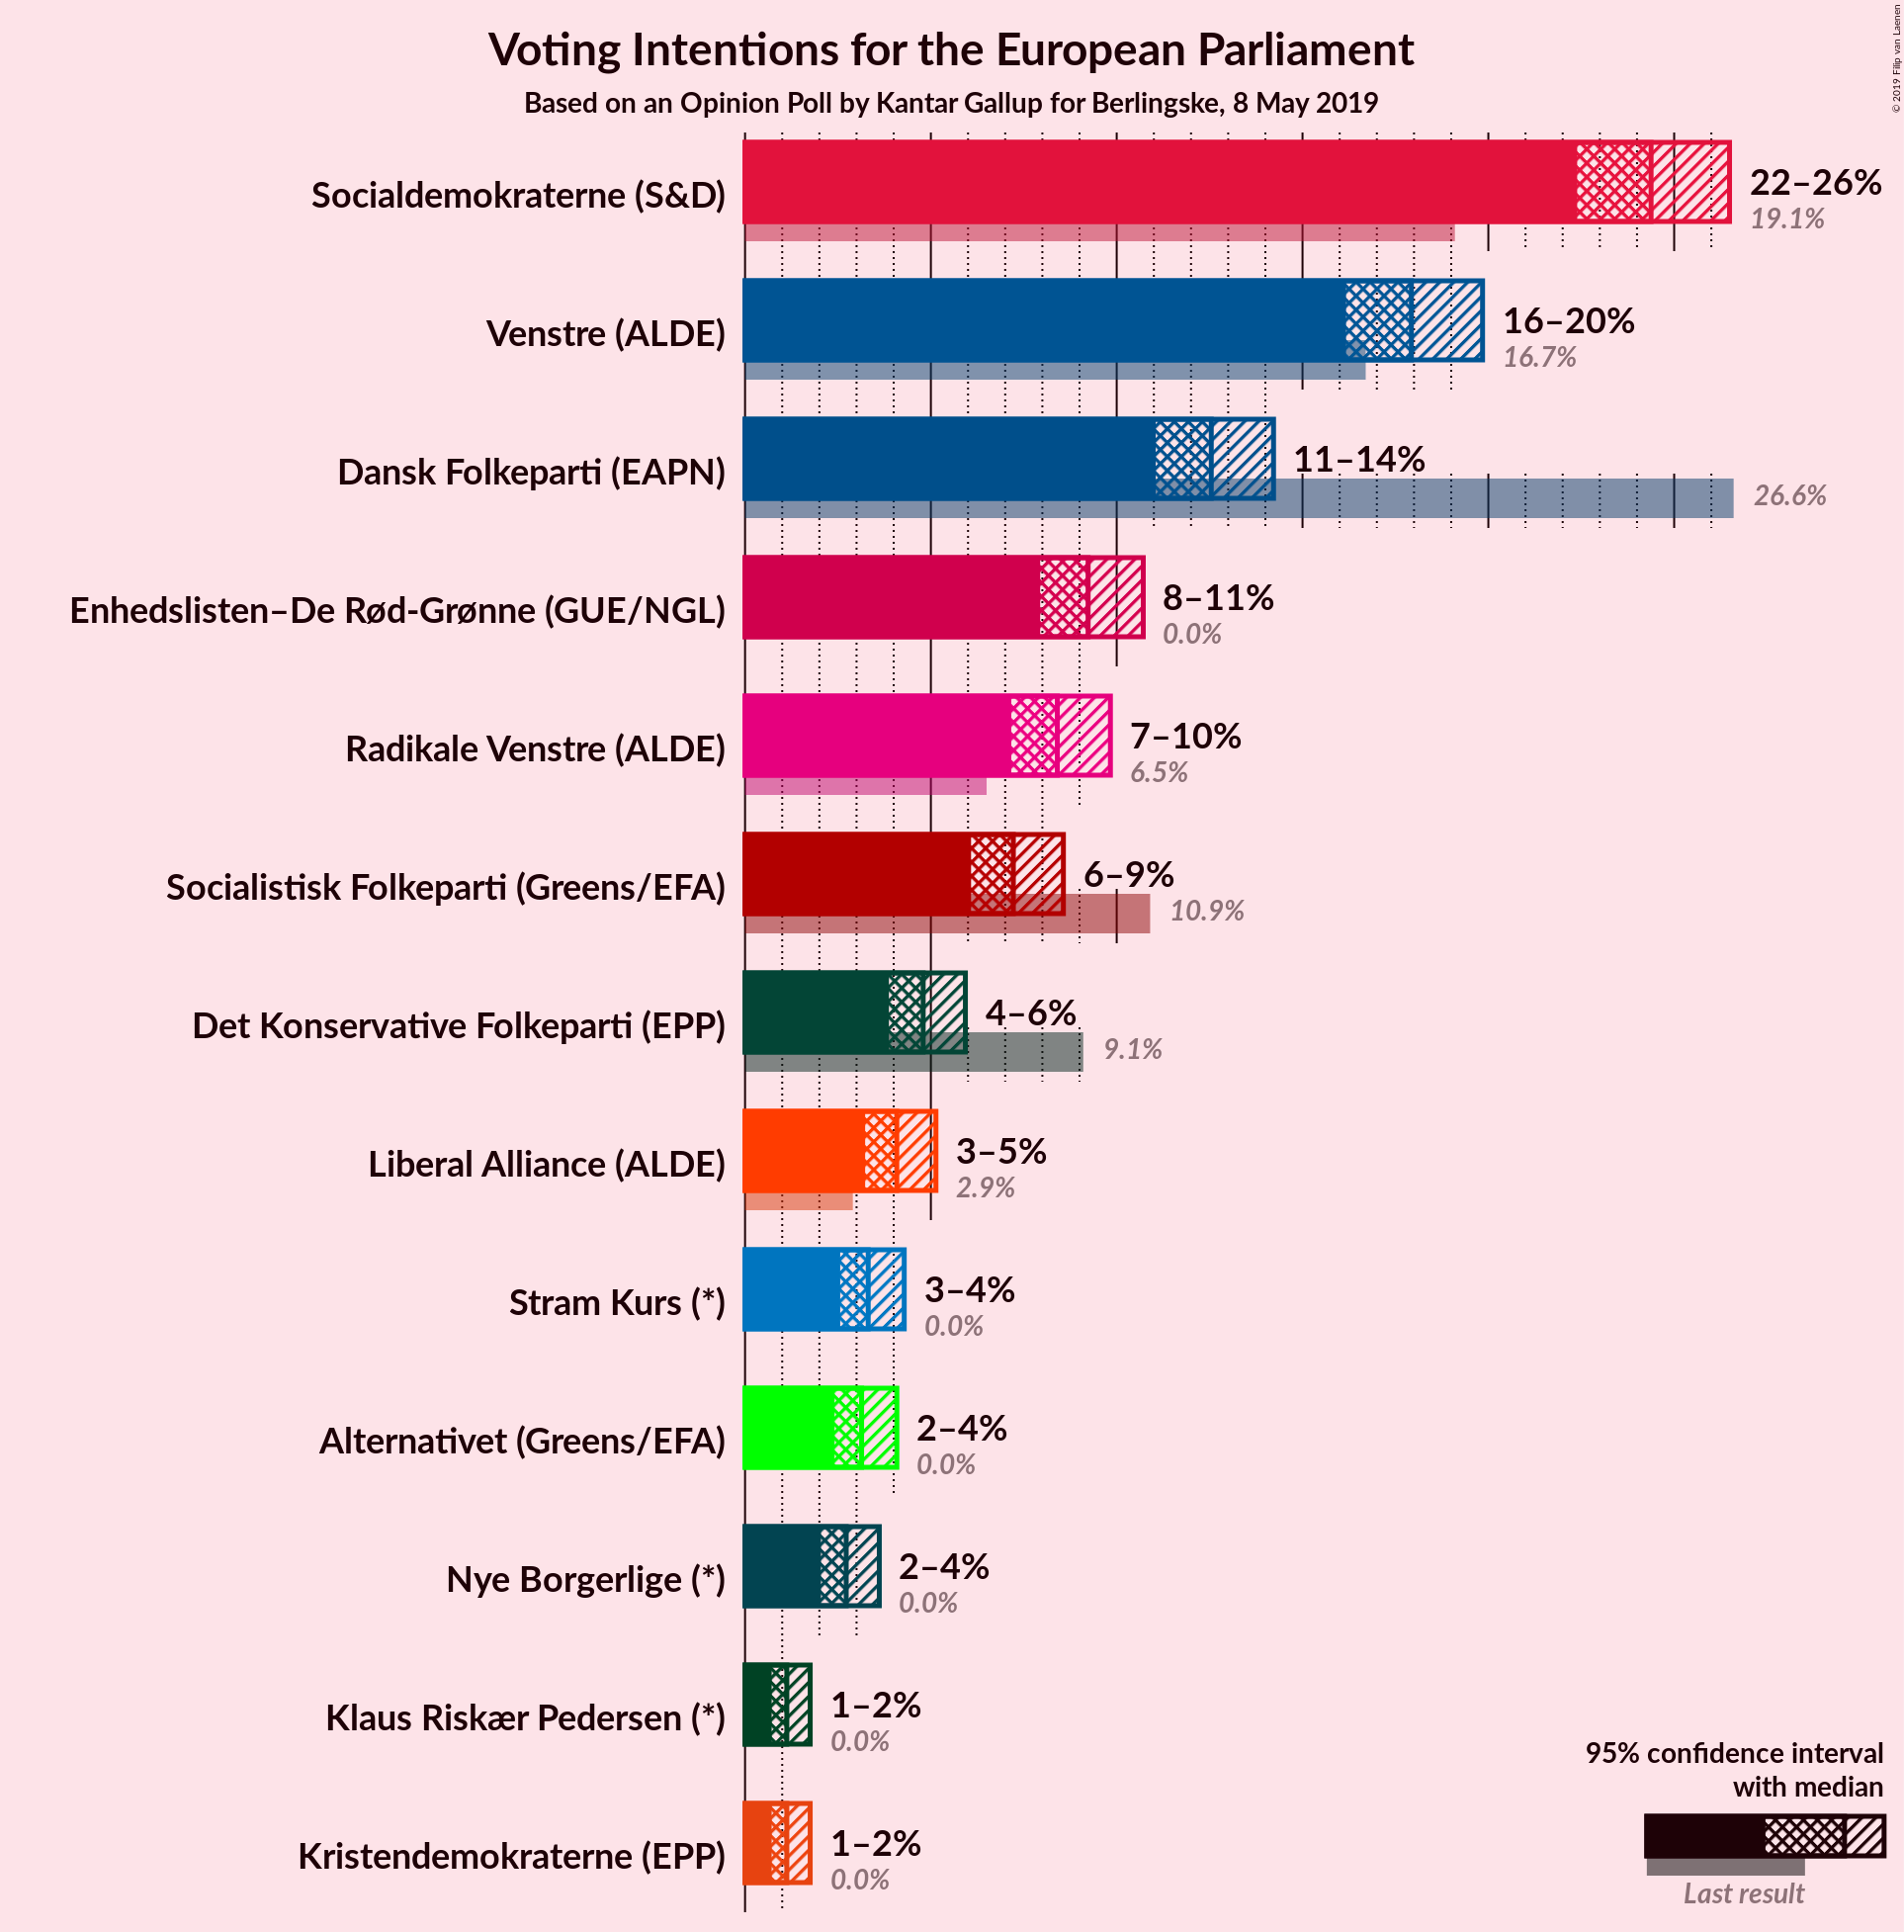 Voting Intentions for the European Parliament
Based on an Opinion Poll by Kantar Gallup for Berlingske, 8 May 2019
© 2019 Filip van Laenen
Socialdemokraterne (S&D)
22–26%
19.1%
Venstre (ALDE)
16–20%
16.7%
Dansk Folkeparti (EAPN)
11–14%
26.6%
Enhedslisten–De Rød-Grønne (GUE/NGL)
8–11%
0.0%
Radikale Venstre (ALDE)
7–10%
6.5%
Socialistisk Folkeparti (Greens/EFA)
6–9%
10.9%
Det Konservative Folkeparti (EPP)
4–6%
9.1%
Liberal Alliance (ALDE)
3–5%
2.9%
Stram Kurs (*)
3–4%
0.0%
Alternativet (Greens/EFA)
2–4%
0.0%
Nye Borgerlige (*)
2–4%
0.0%
Klaus Riskær Pedersen (*)
1–2%
0.0%
Kristendemokraterne (EPP)
1–2%
0.0%
95% confidence interval
with median
Last result